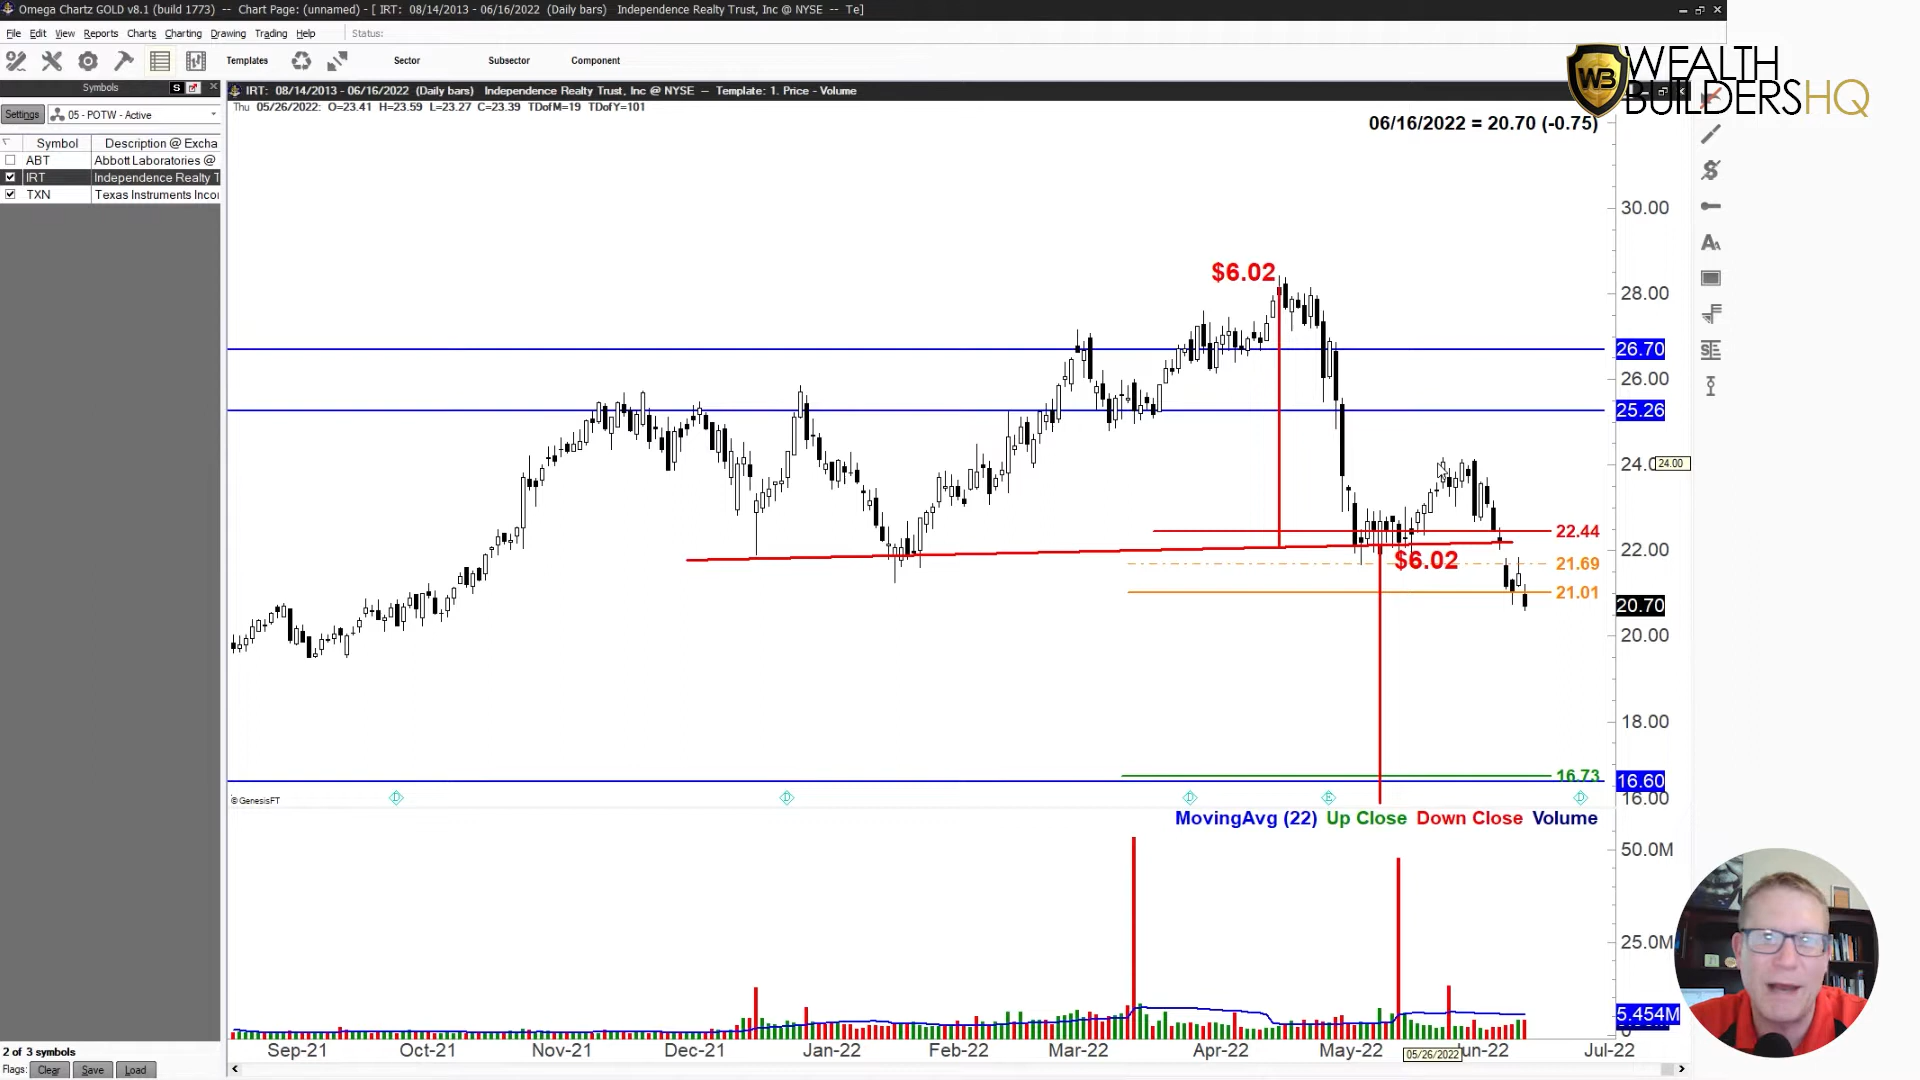 Omega Chartz GOLD v8.1 (build 1773) -- Chart Page: (unnamed) - [ IRT: 08/14/2013 - 06/16/2022 (Daily bars) Independence Realty Trust, Inc @ NYSE -- Te]
File Edit View Reports Charts Charting Drawing Trading Help Status:
Templates Sector Subsector Component
WEALTH
BUILDERSHQ
WB
Symbols S
IRT: 08/14/2013 - 06/16/2022 (Daily bars) Independence Realty Trust, Inc @ NYSE -- Template: 1. Price - Volume
Thu 05/26/2022: O=23.41 H=23.59 L=23.27 C=23.39 TDofM=19 TDofY=101
Settings 05 - POTW - Active
06/16/2022 = 20.70 (-0.75)
Symbol Description @ Excha
ABT Abbott Laboratories @
IRT Independence Realty T
TXN Texas Instruments Incor
30.00
$6.02
28.00
26.70
26.00
25.26
24.0
24.00
22.44
22.00
$6.02
21.69
21.01
20.70
20.00
18.00
16.73
16.60
16.00
D D D E D
© GenesisFT
MovingAvg (22) Up Close Down Close Volume
50.0M
25.0M
5.454M
0
Sep-21 Oct-21 Nov-21 Dec-21 Jan-22 Feb-22 Mar-22 Apr-22 May-22 05/26/2022 un-22 Jul-22
2 of 3 symbols
Flags: Clear Save Load